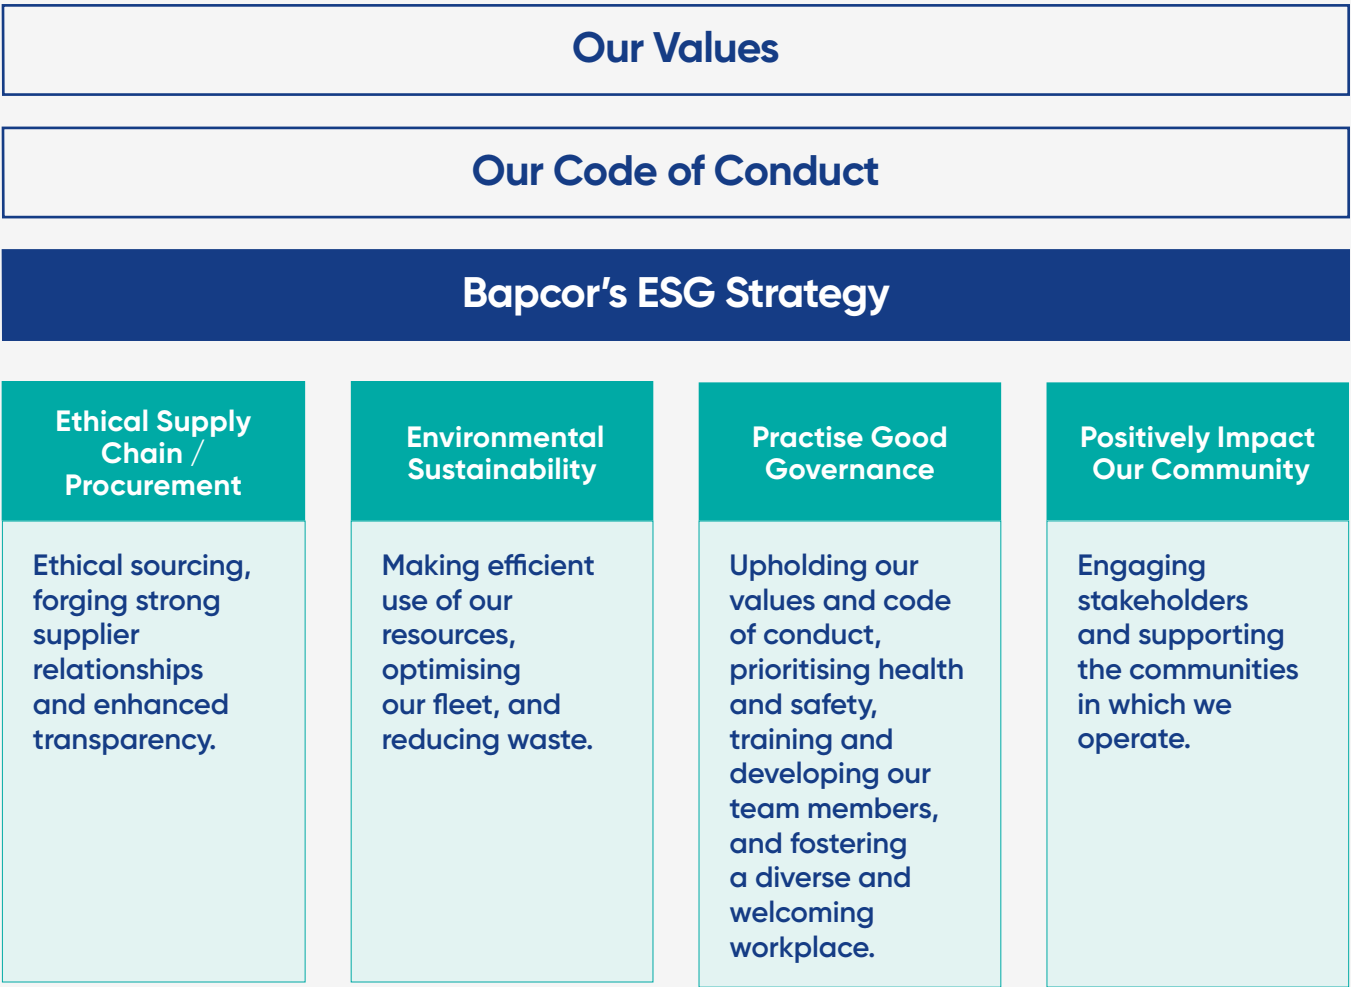 Our Values
Our Code of Conduct
Bapcor’s ESG Strategy
Ethical Supply
Chain /
Procurement
Ethical sourcing,
forging strong
supplier
relationships
and enhanced
transparency.
Environmental
Sustainability
Making efficient
use of our
resources,
optimising
our fleet, and
reducing waste.
Practise Good
Governance
Upholding our
values and code
of conduct,
prioritising health
and safety,
training and
developing our
team members,
and fostering
a diverse and
welcoming
workplace.
Positively Impact
Our Community
Engaging
stakeholders
and supporting
the communities
in which we
operate.